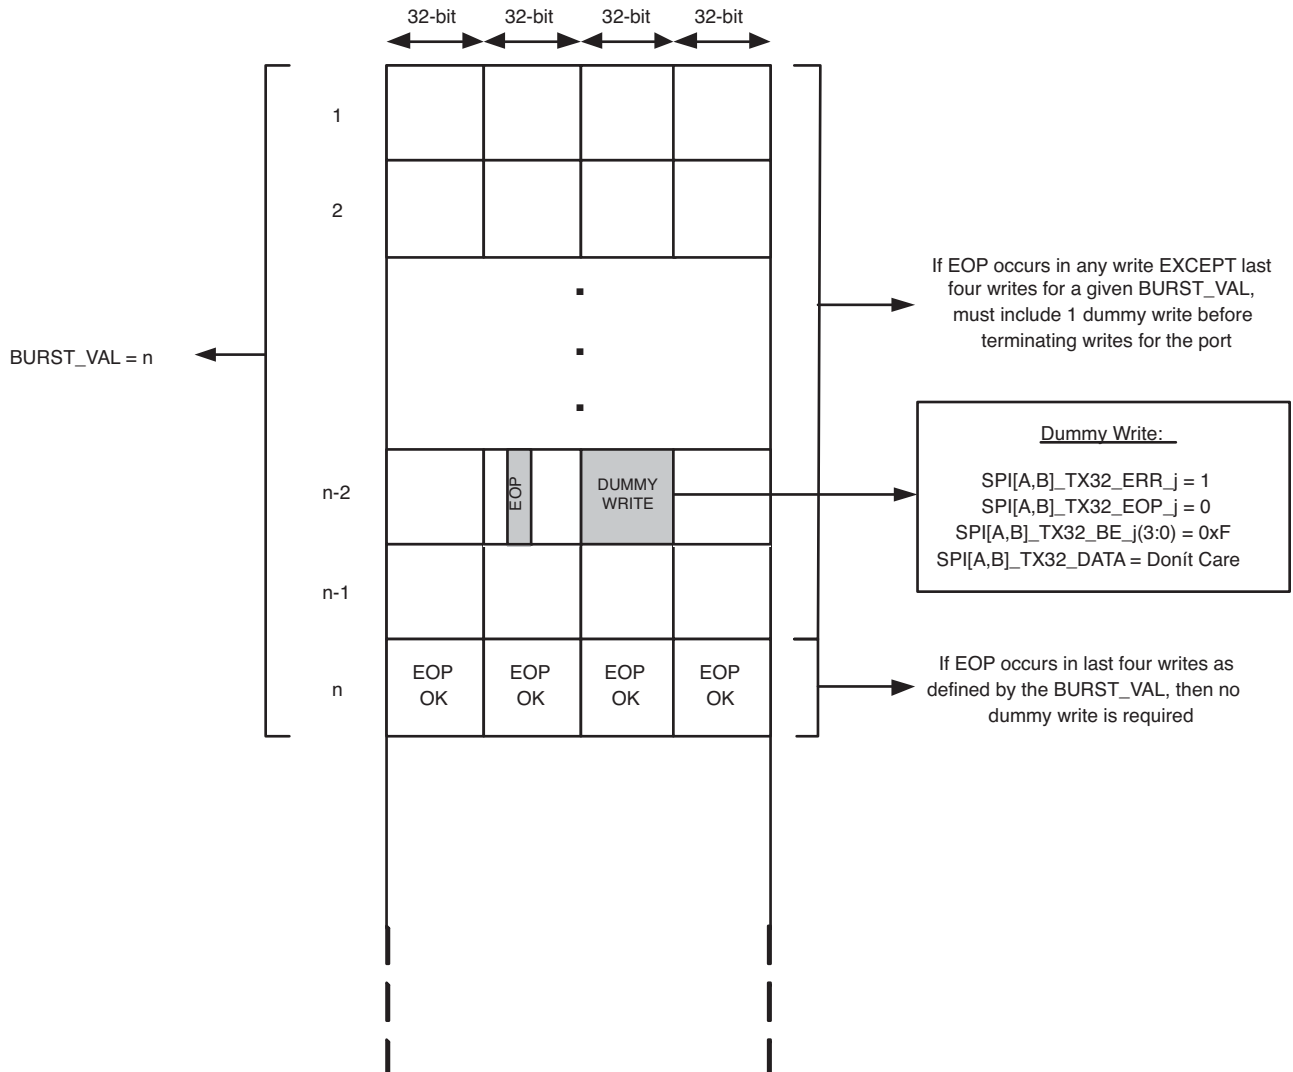 32-bit 32-bit 32-bit 32-bit
1
2
If EOP occurs in any write EXCEPT last
four writes for a given BURST_VAL,
must include 1 dummy write before
terminating writes for the port
BURST_VAL = n
n-2
EOP
DUMMY
WRITE
Dummy Write:
SPI[A,B]_TX32_ERR_j = 1
SPI[A,B]_TX32_EOP_j = 0
SPI[A,B]_TX32_BE_j(3:0) = 0xF
SPI[A,B]_TX32_DATA = Donít Care
n-1
n
EOP EOP EOP EOP
OK OK OK OK
If EOP occurs in last four writes as
defined by the BURST_VAL, then no
dummy write is required